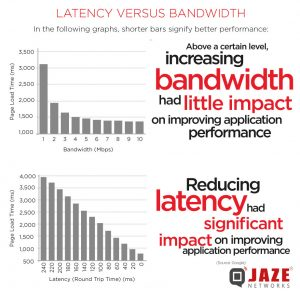 LATENCY VERSUS BANDWIDTH
In the following graphs, shorter bars signify better performance:
Page Load Time (ms)
3,500
3,000
2,500
2,000
1,500
1,000
1 2 3 4 5 6 7 8 9 10
Bandwidth (Mbps)
Above a certain level,
increasing
bandwidth
had little impact
on improving application
performance
Page Load Time (ms)
4,000
3,500
3,000
2,500
2,000
1,500
1,000
500
240 220 200 180 160 140 120 100 80 60 40 20 0
Latency (Round Trip Time) (ms)
Reducing
latency had
significant
impact on improving
application performance
(Source: Google)
JAZE
NETWORKS